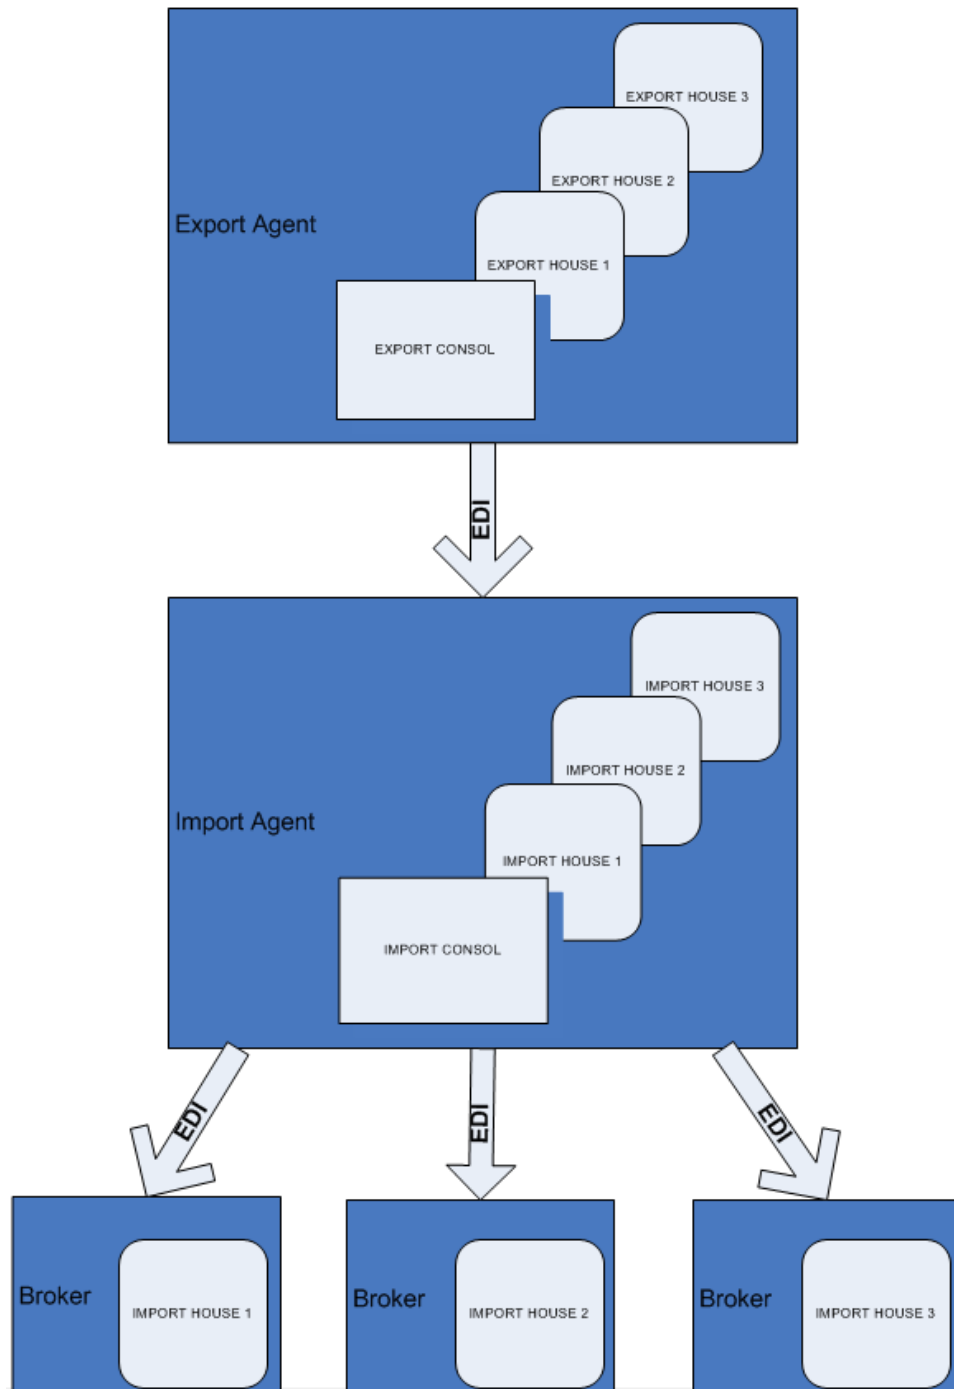 EXPORT HOUSE 3
EXPORT HOUSE 2
Export Agent
EXPORT HOUSE 1
EXPORT CONSOL
EDI
IMPORT HOUSE 3
IMPORT HOUSE 2
Import Agent
IMPORT HOUSE 1
IMPORT CONSOL
EDI
EDI
EDI
Broker
IMPORT HOUSE 1
Broker
IMPORT HOUSE 2
Broker
IMPORT HOUSE 3